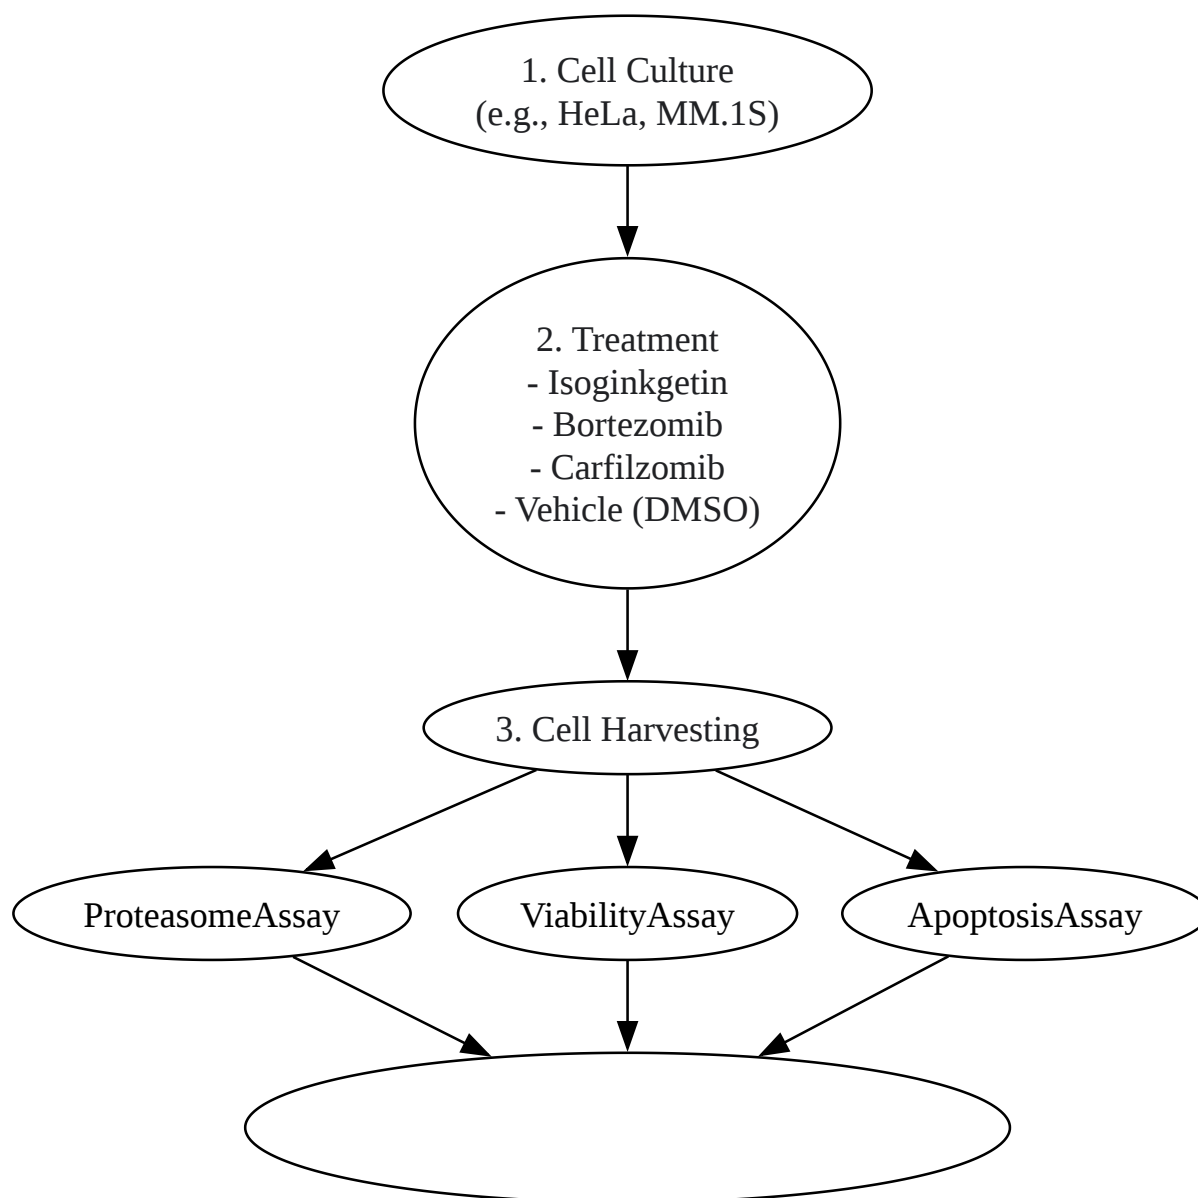 1. Cell Culture
(e.g., HeLa, MM.1S)
2. Treatment
- Isoginkgetin
- Bortezomib
- Carfilzomib
- Vehicle (DMSO)
3. Cell Harvesting
ProteasomeAssay
ViabilityAssay
ApoptosisAssay